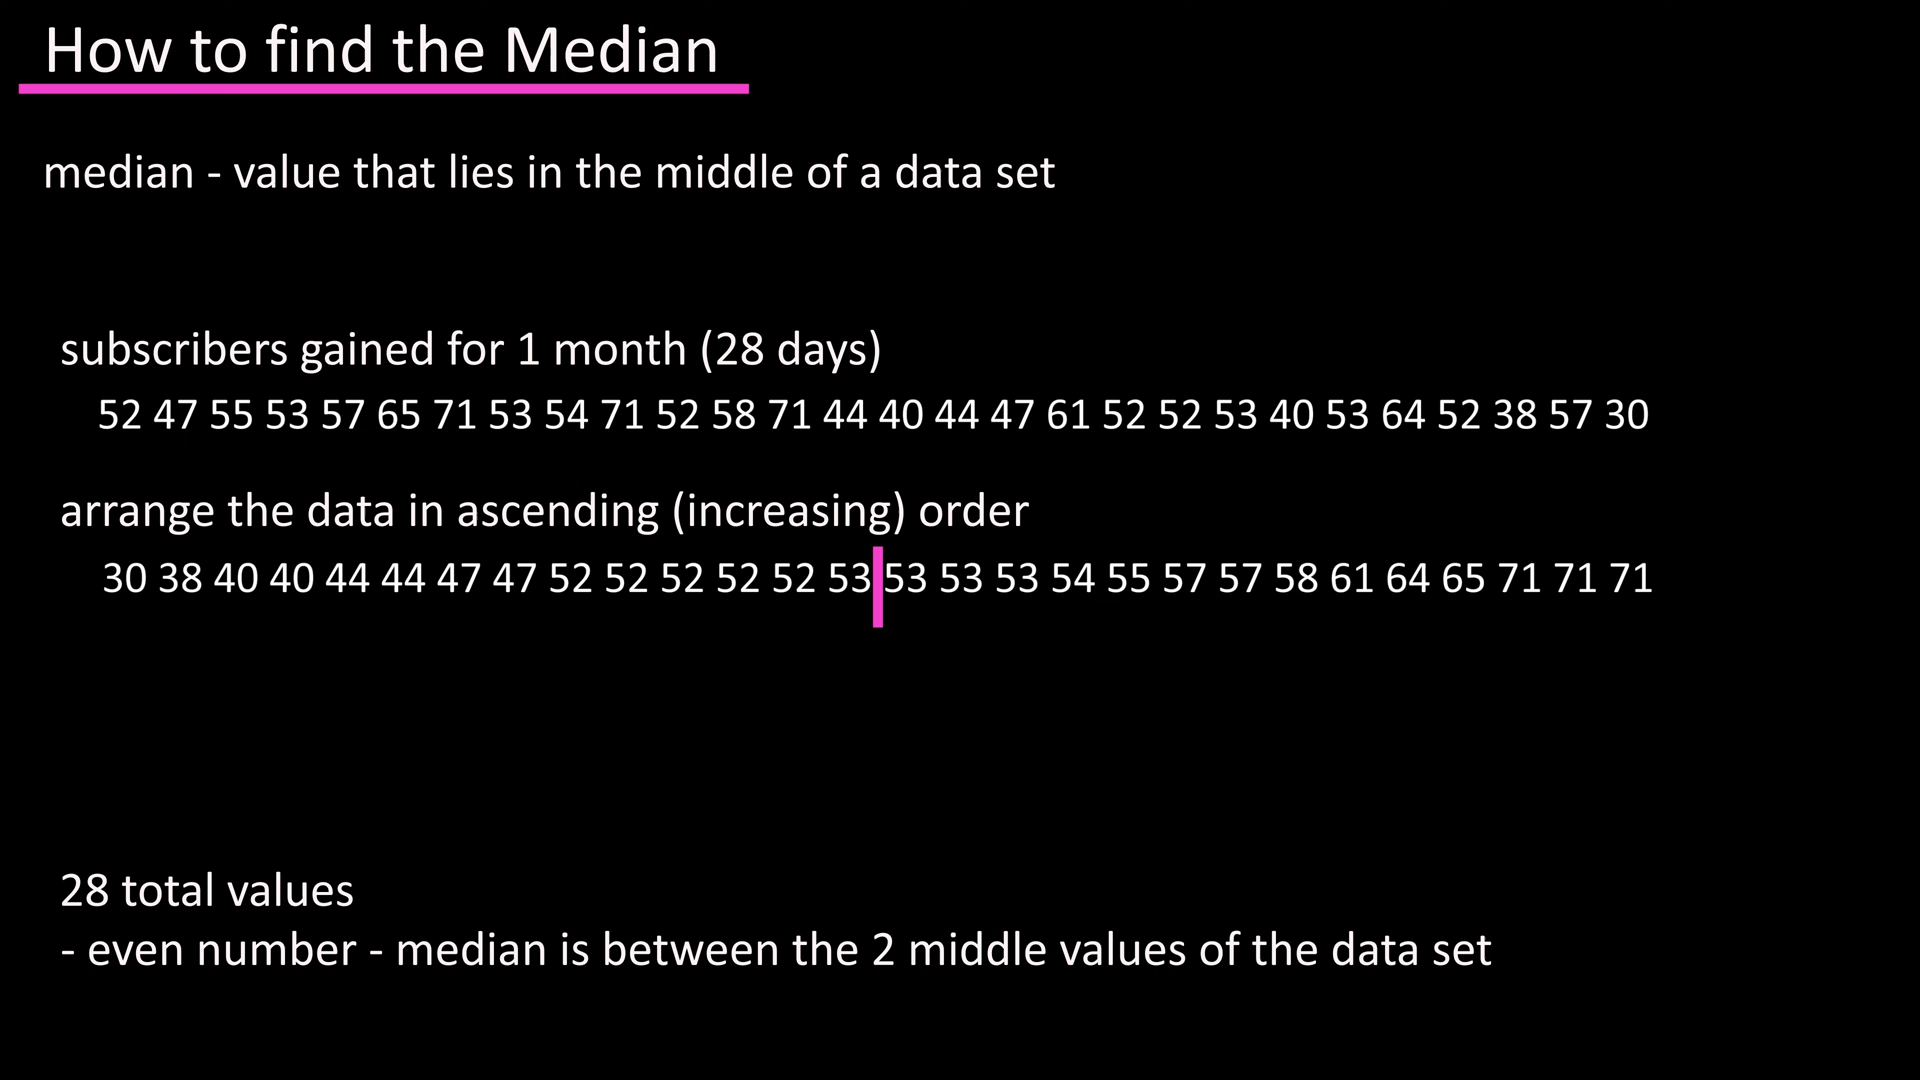 How to find the Median
median - value that lies in the middle of a data set
subscribers gained for 1 month (28 days)
52 47 55 53 57 65 71 53 54 71 52 58 71 44 40 44 47 61 52 52 53 40 53 64 52 38 57 30
arrange the data in ascending (increasing) order
30 38 40 40 44 44 47 47 52 52 52 52 52 53 53 53 53 54 55 57 57 58 61 64 65 71 71 71
28 total values
- even number - median is between the 2 middle values of the data set